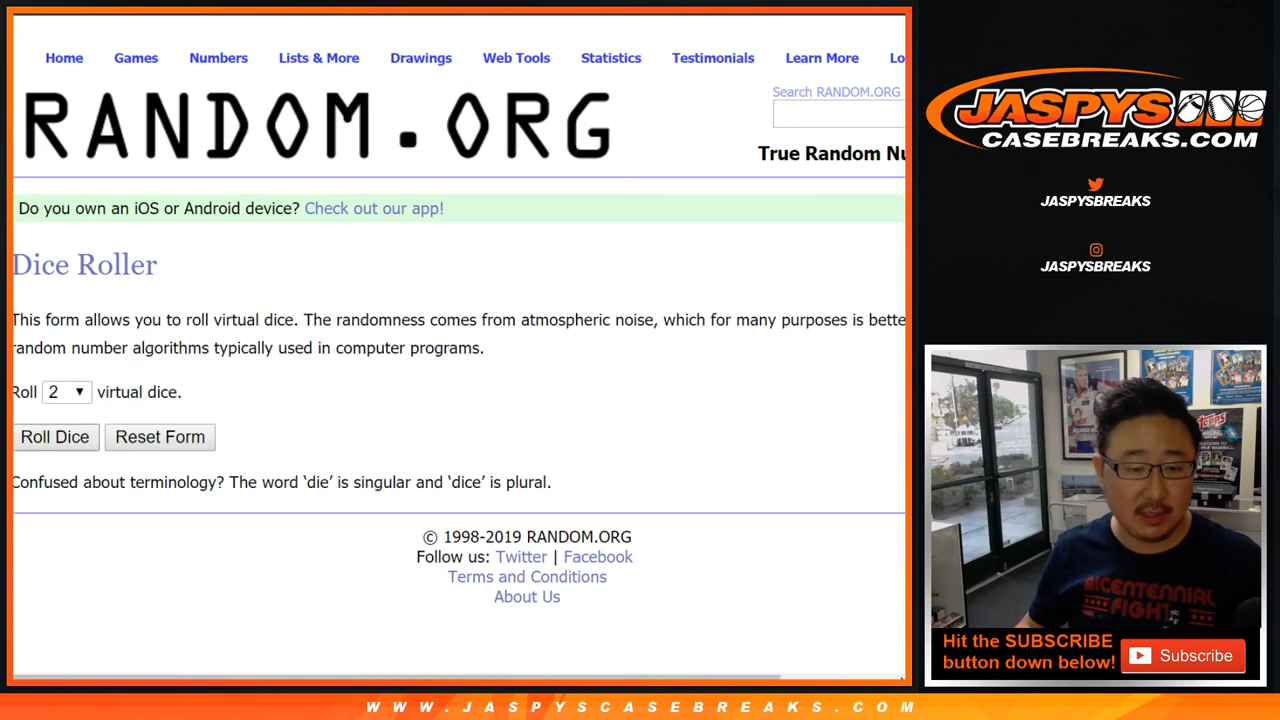 Home Games Numbers Lists & More Drawings Web Tools Statistics Testimonials Learn More Lo
Search RANDOM.ORG
RANDOM.ORG
True Random Nu
Do you own an iOS or Android device? Check out our app!
Dice Roller
This form allows you to roll virtual dice. The randomness comes from atmospheric noise, which for many purposes is bette
random number algorithms typically used in computer programs.
Roll 2 virtual dice.
Roll Dice Reset Form
Confused about terminology? The word ‘die’ is singular and ‘dice’ is plural.
© 1998-2019 RANDOM.ORG
Follow us: Twitter | Facebook
Terms and Conditions
About Us
JASPYS
CASEBREAKS.COM
JASPYSBREAKS
JASPYSBREAKS
TOPPS
BICENTENNIAL
FIGHT
Hit the SUBSCRIBE
button down below!
Subscribe
WWW.JASPYSCASEBREAKS.COM